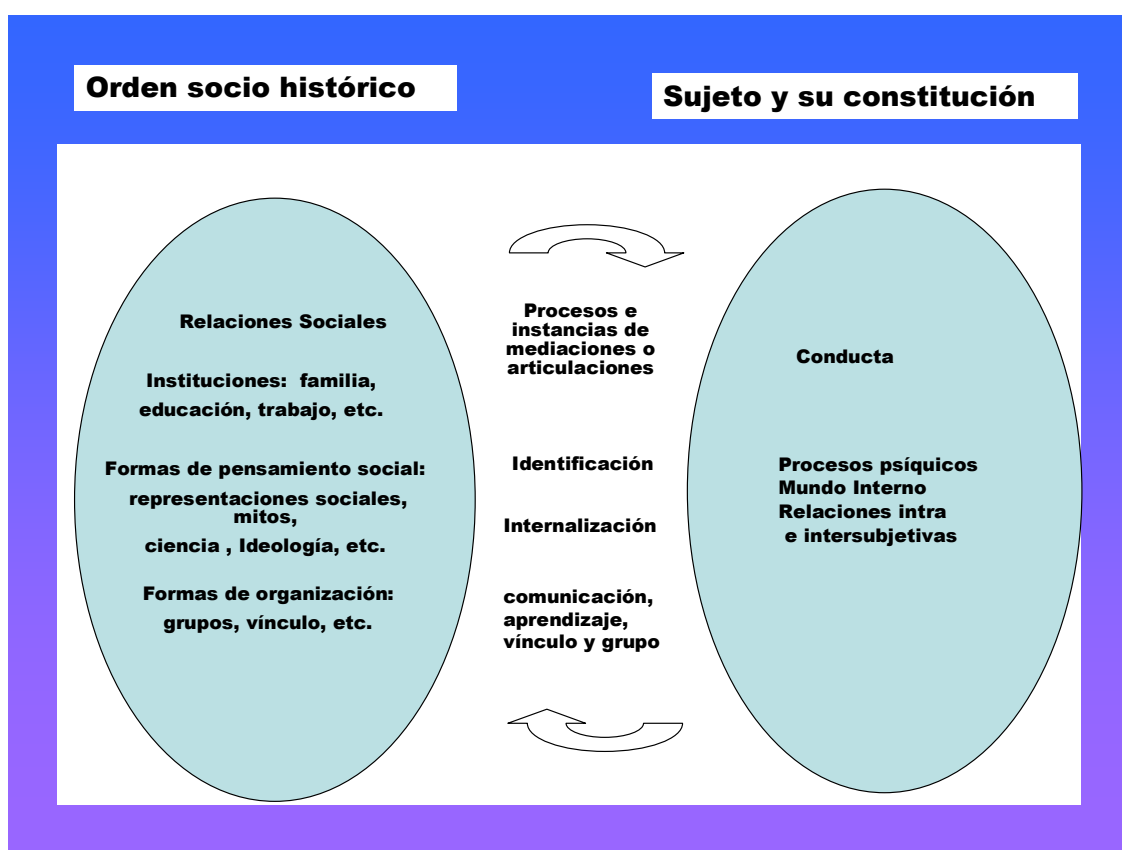 Orden socio histórico
Sujeto y su constitución
Relaciones Sociales
Instituciones: familia,
educación, trabajo, etc.
Formas de pensamiento social:
representaciones sociales,
mitos,
ciencia , Ideología, etc.
Formas de organización:
grupos, vínculo, etc.
Procesos e
instancias de
mediaciones o
articulaciones
Identificación
Internalización
comunicación,
aprendizaje,
vínculo y grupo
Conducta
Procesos psíquicos
Mundo Interno
Relaciones intra
e intersubjetivas